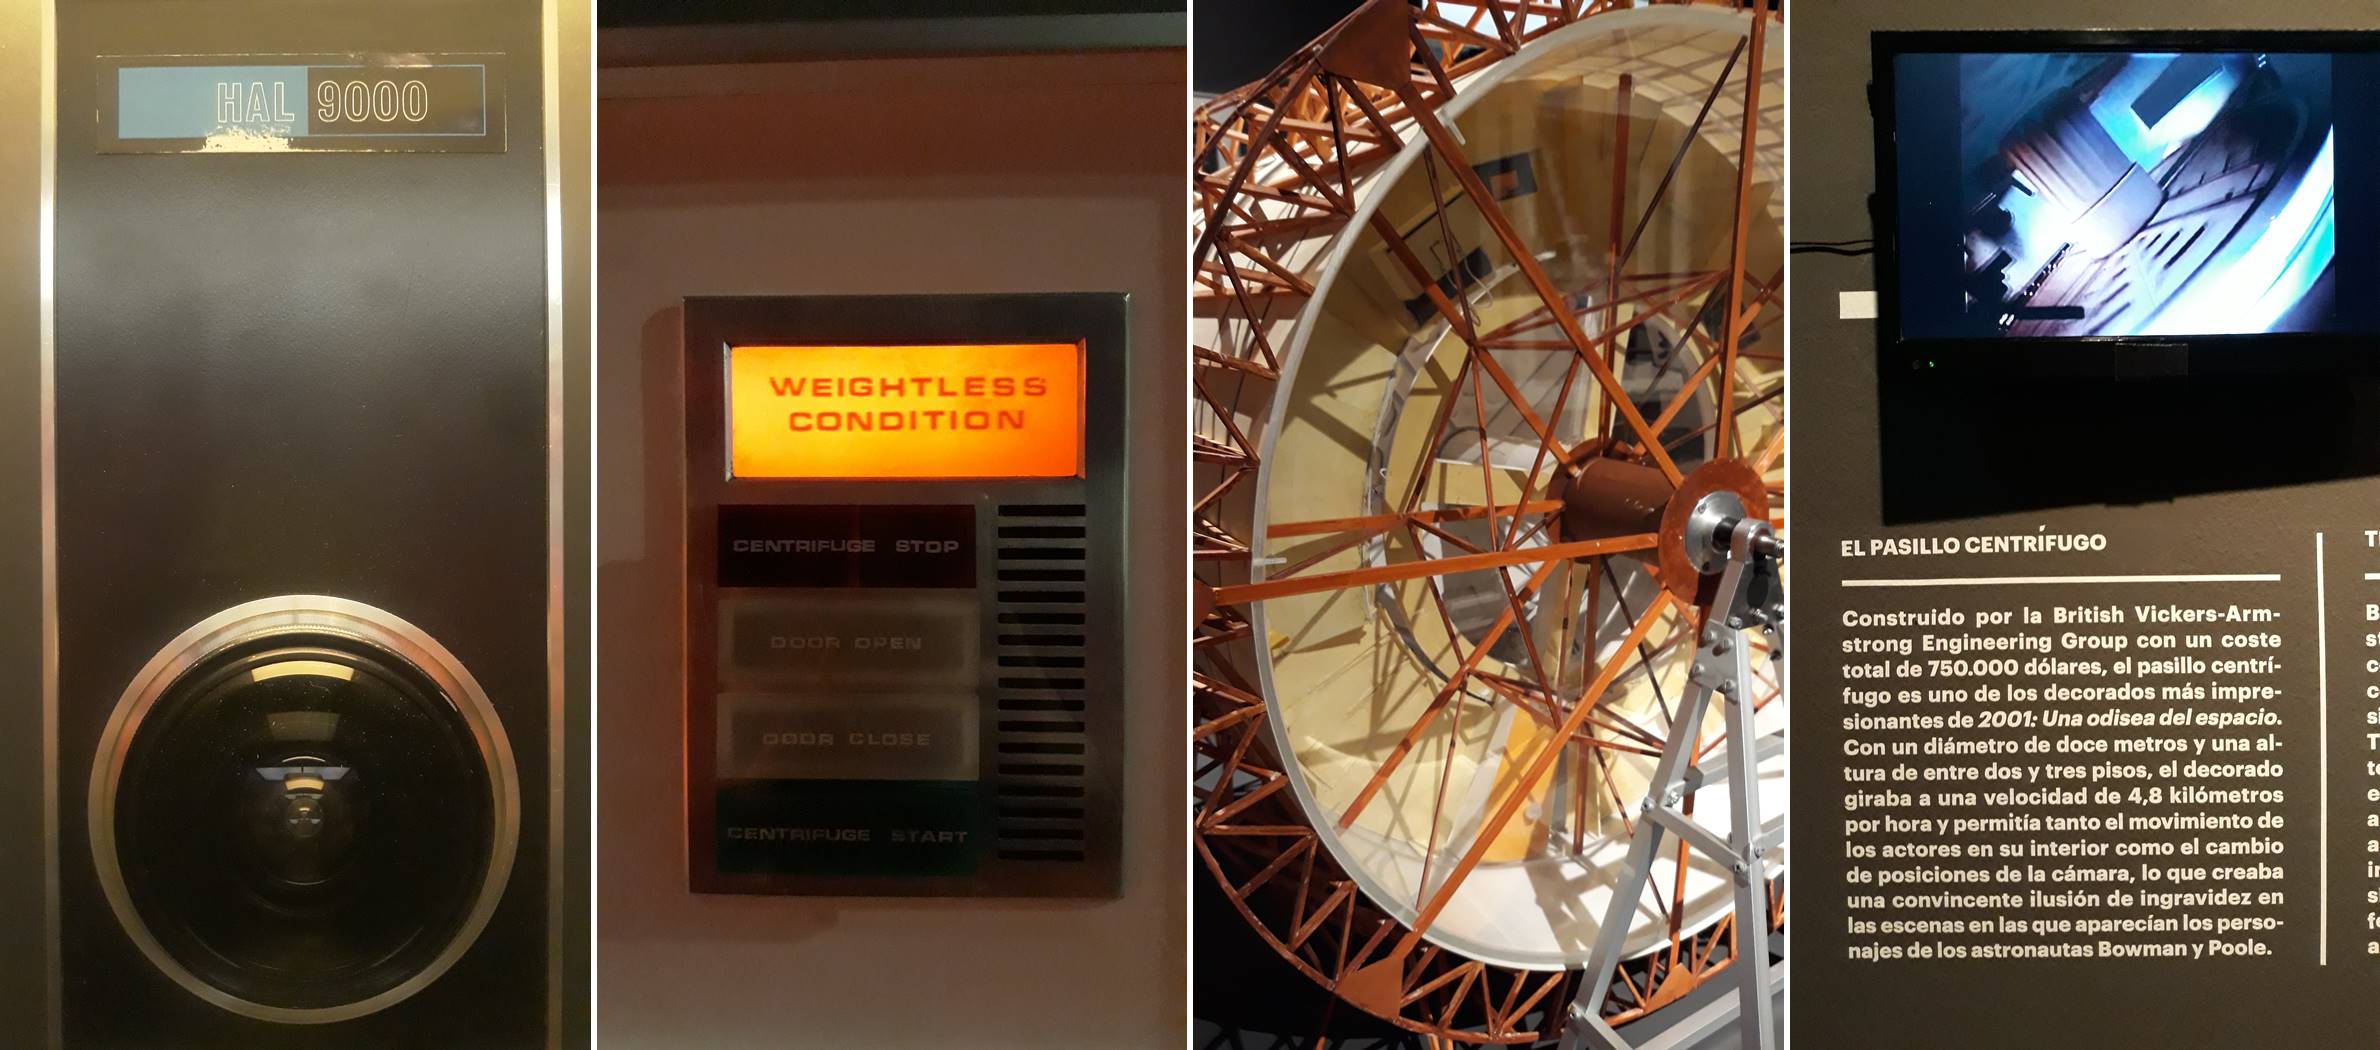 HAL 9000
WEIGHTLESS
CONDITION
CENTRIFUGE STOP
DOOR OPEN
DOOR CLOSE
CENTRIFUGE START
EL PASILLO CENTRÍFUGO
Construido por la British Vickers-Arm-
strong Engineering Group con un coste
total de 750.000 dólares, el pasillo centrí-
fugo es uno de los decorados más impre-
sionantes de 2001: Una odisea del espacio.
Con un diámetro de doce metros y una al-
tura de entre dos y tres pisos, el decorado
giraba a una velocidad de 4,8 kilómetros
por hora y permitía tanto el movimiento de
los actores en su interior como el cambio
de posiciones de la cámara, lo que creaba
una convincente ilusión de ingravidez en
las escenas en las que aparecían los perso-
najes de los astronautas Bowman y Poole.